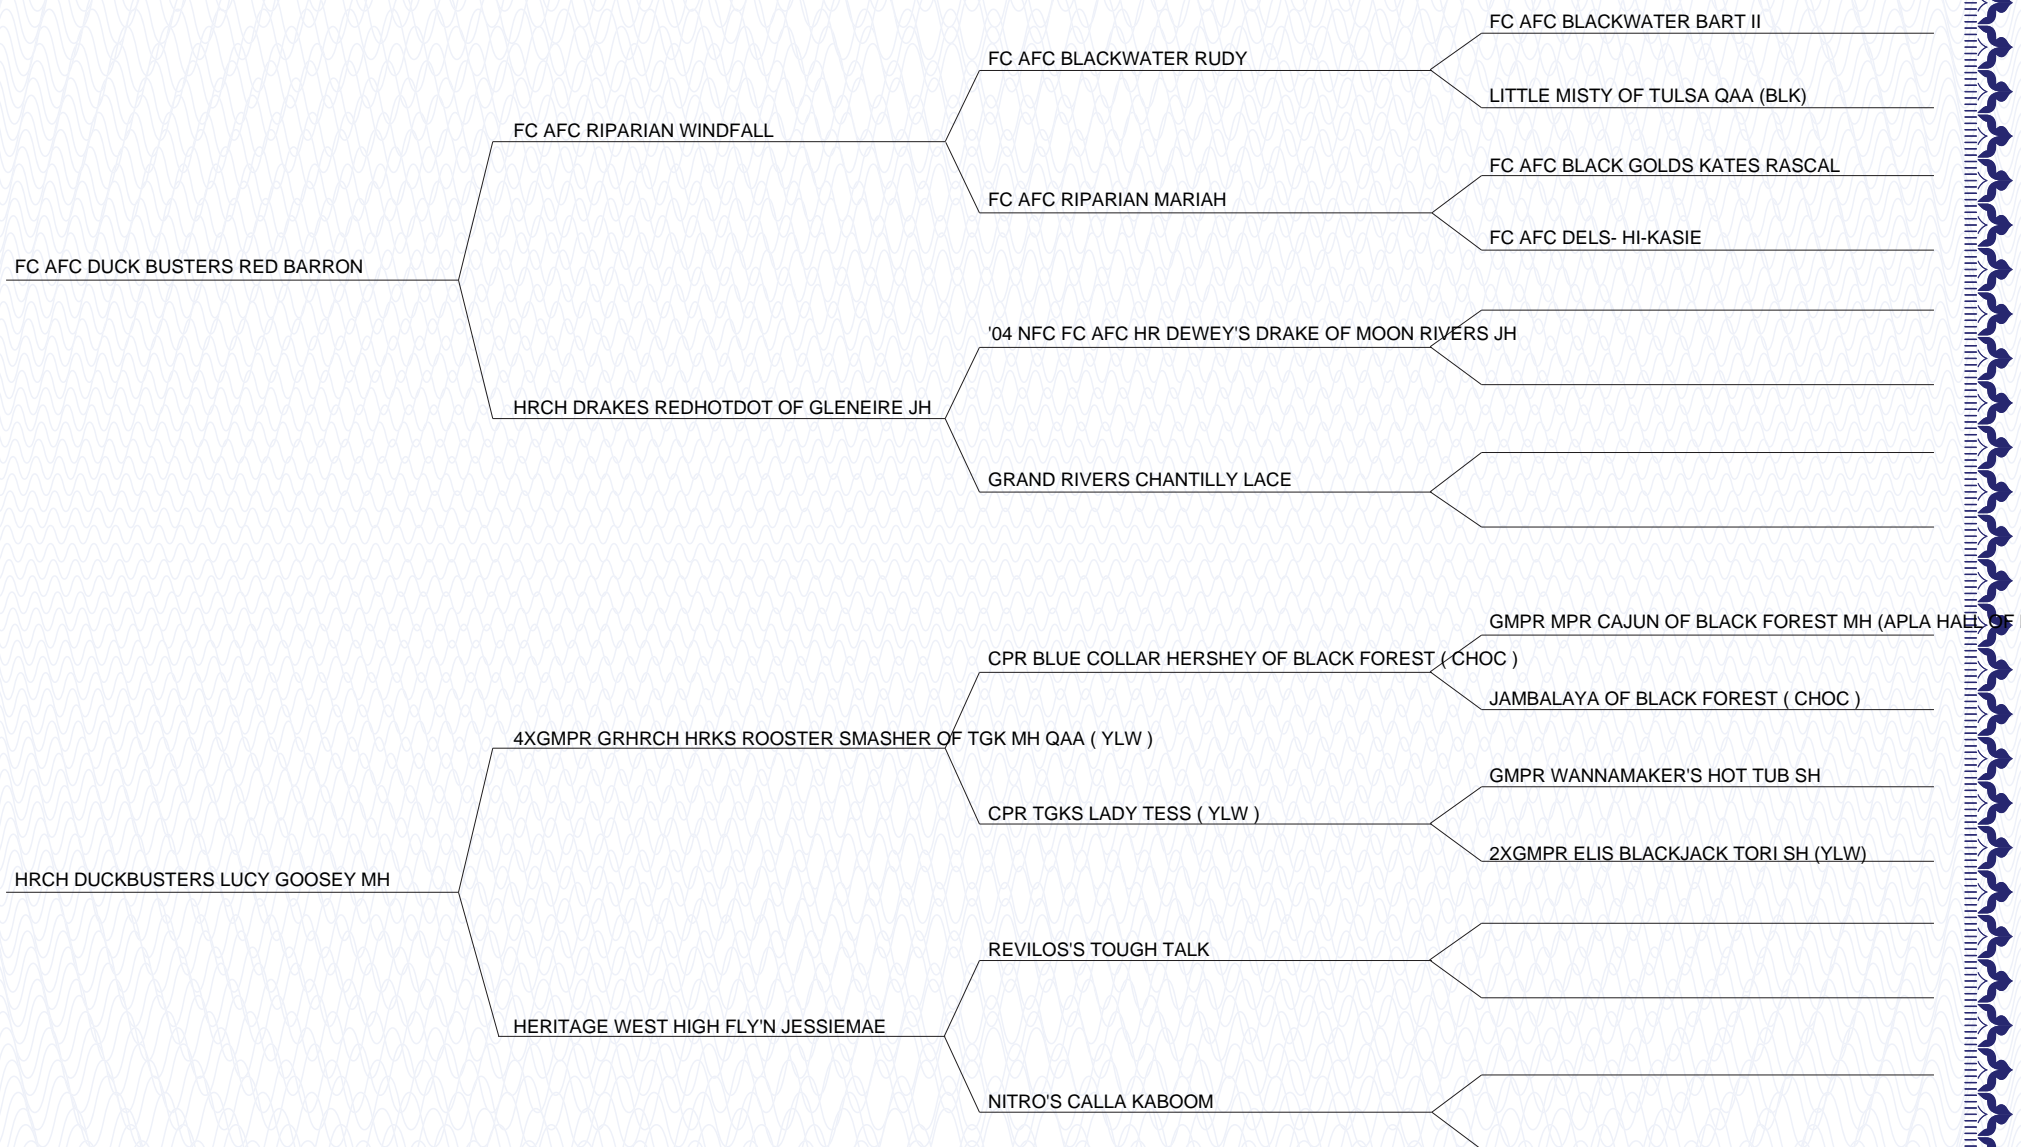 FC AFC BLACKWATER BART II
FC AFC BLACKWATER RUDY
LITTLE MISTY OF TULSA QAA (BLK)
FC AFC RIPARIAN WINDFALL
FC AFC BLACK GOLDS KATES RASCAL
FC AFC RIPARIAN MARIAH
FC AFC DELS- HI-KASIE
FC AFC DUCK BUSTERS RED BARRON
'04 NFC FC AFC HR DEWEY'S DRAKE OF MOON RIVERS JH
HRCH DRAKES REDHOTDOT OF GLENEIRE JH
GRAND RIVERS CHANTILLY LACE
GMPR MPR CAJUN OF BLACK FOREST MH (APLA HALL OF
CPR BLUE COLLAR HERSHEY OF BLACK FOREST ( CHOC )
JAMBALAYA OF BLACK FOREST ( CHOC )
4XGMPR GRHRCH HRKS ROOSTER SMASHER OF TGK MH QAA ( YLW )
GMPR WANNAMAKER'S HOT TUB SH
CPR TGKS LADY TESS ( YLW )
2XGMPR ELIS BLACKJACK TORI SH (YLW)
HRCH DUCKBUSTERS LUCY GOOSEY MH
REVILOS'S TOUGH TALK
HERITAGE WEST HIGH FLY'N JESSIEMAE
NITRO'S CALLA KABOOM